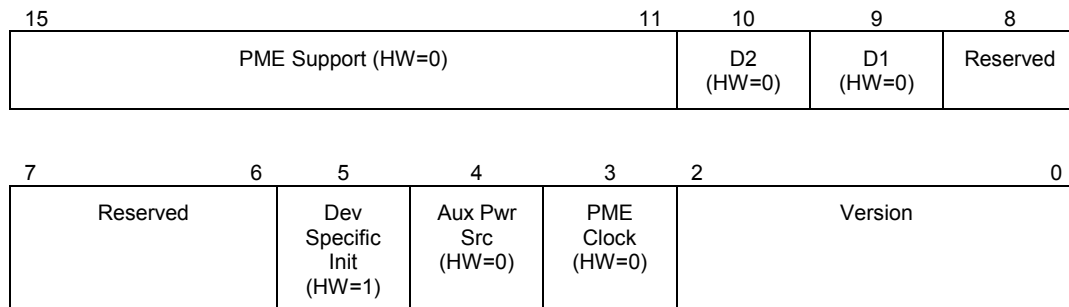 15 11 10 9 8
PME Support (HW=0) D2 D1 Reserved
(HW=0) (HW=0)
7 6 5 4 3 2 0
Reserved Dev Aux Pwr PME Version
Specific Src Clock
Init (HW=0) (HW=0)
(HW=1)